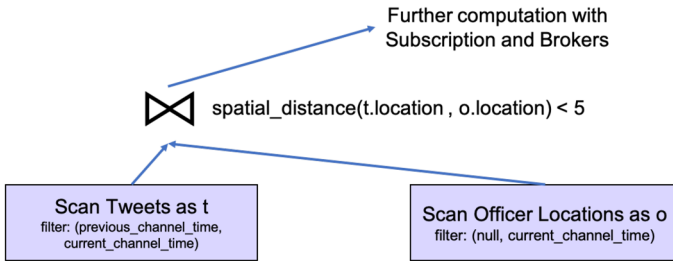 Further computation with
Subscription and Brokers
spatial_distance(t.location , o.location) < 5
Scan Tweets as t
filter: (previous_channel_time,
current_channel_time)
Scan Officer Locations as o
filter: (null, current_channel_time)